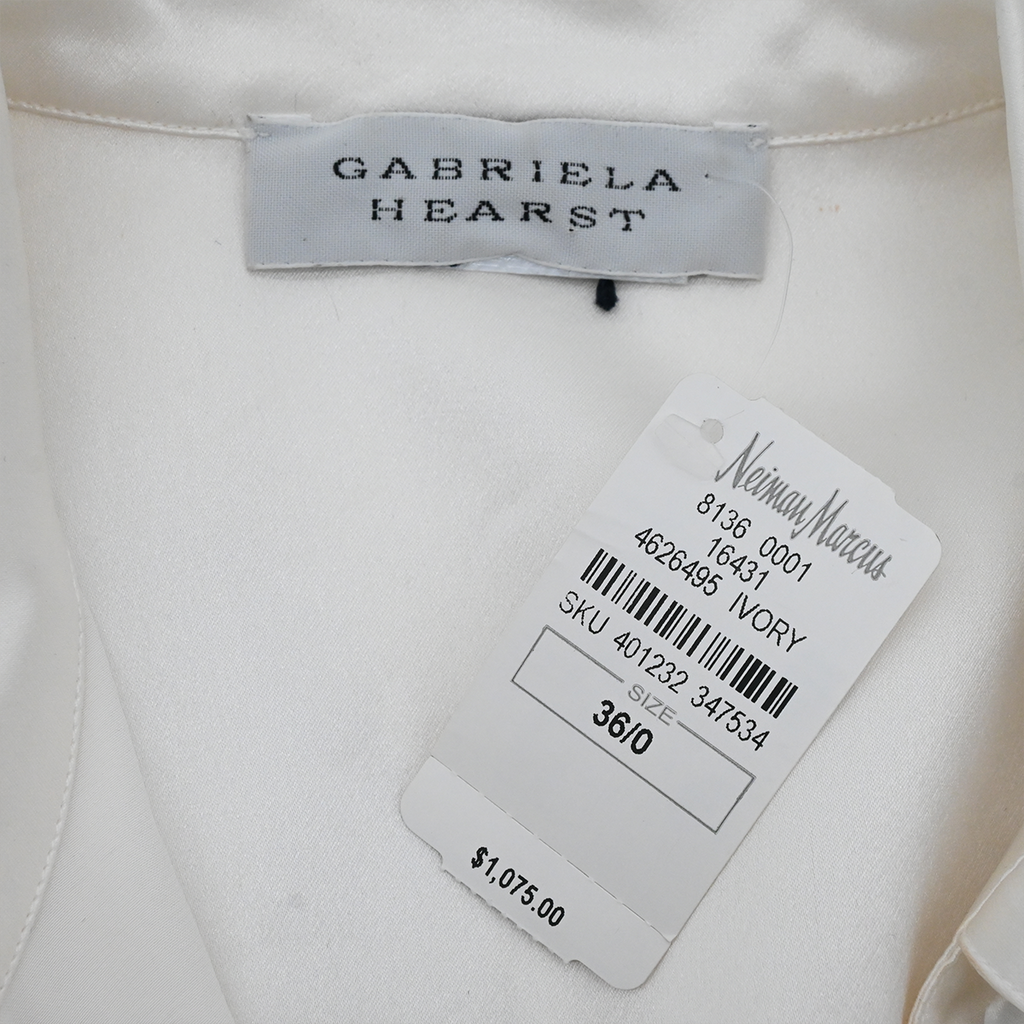 GABRIELA
HEARST
Neiman Marcus
8136 0001
16431
4626495 IVORY
SKU 401232 347534
SIZE
36/0
$1,075.00